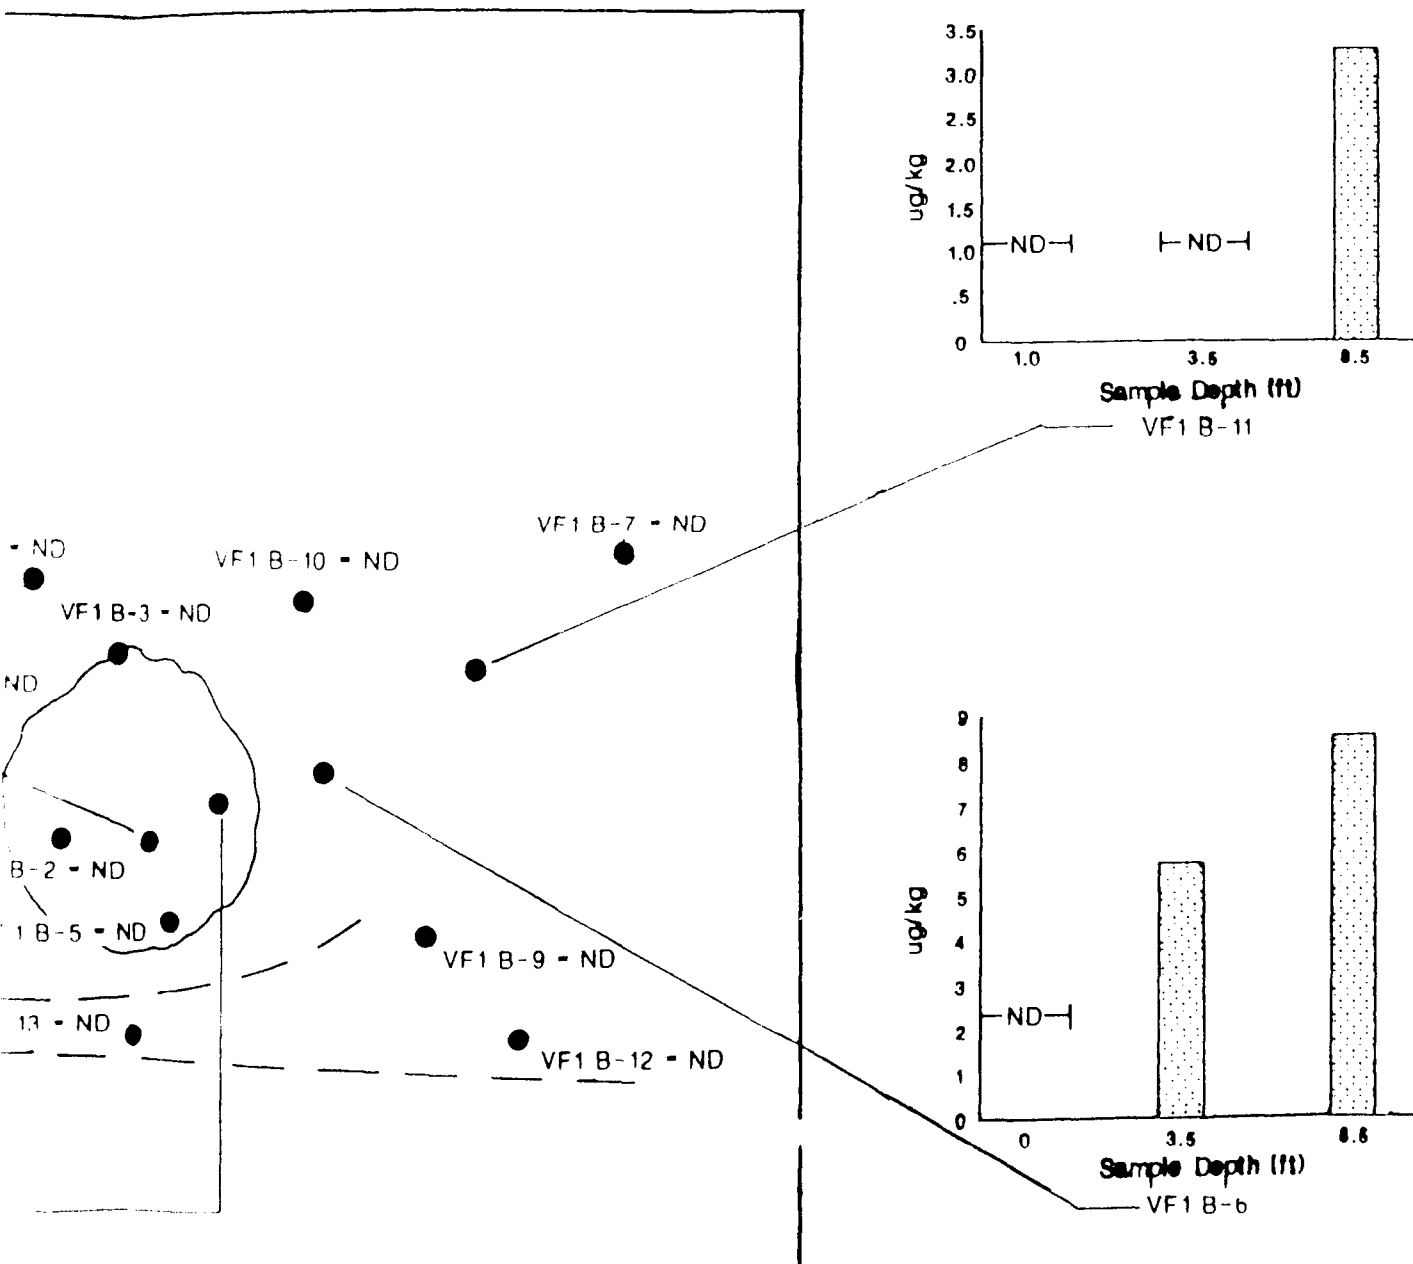 3.5
3.0
2.5
2.0
1.5
1.0
.5
0
ug/kg
ND
ND
1.0
3.5
8.5
Sample Depth (ft)
VF1 B-11
VF1 B-7 - ND
- ND
VF1 B-10 - ND
VF1 B-3 - ND
ND
B-2 - ND
1 B-5 - ND
VF1 B-9 - ND
13 - ND
VF1 B-12 - ND
9
8
7
6
5
4
3
2
1
0
ug/kg
ND
0
3.5
8.5
Sample Depth (ft)
VF1 B-6